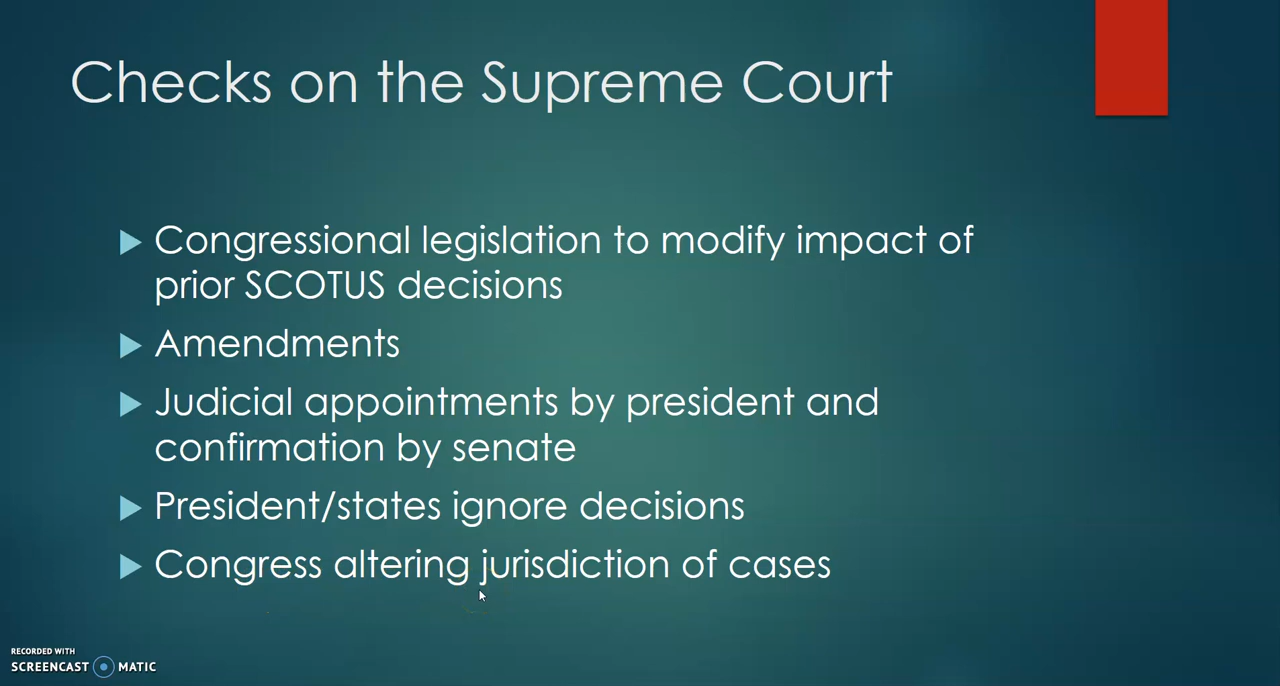 Checks on the Supreme Court
Congressional legislation to modify impact of
prior SCOTUS decisions
Amendments
Judicial appointments by president and
confirmation by senate
President/states ignore decisions
Congress altering jurisdiction of cases
RECORDED WITH
SCREENCAST MATIC